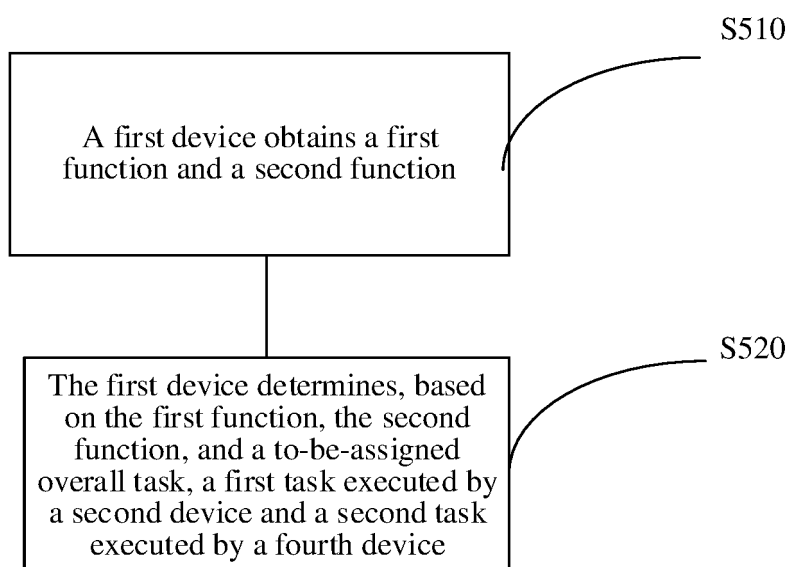 S510
A first device obtains a first
function and a second function
S520
The first device determines, based
on the first function, the second
function, and a to-be-assigned
overall task, a first task executed by
a second device and a second task
executed by a fourth device